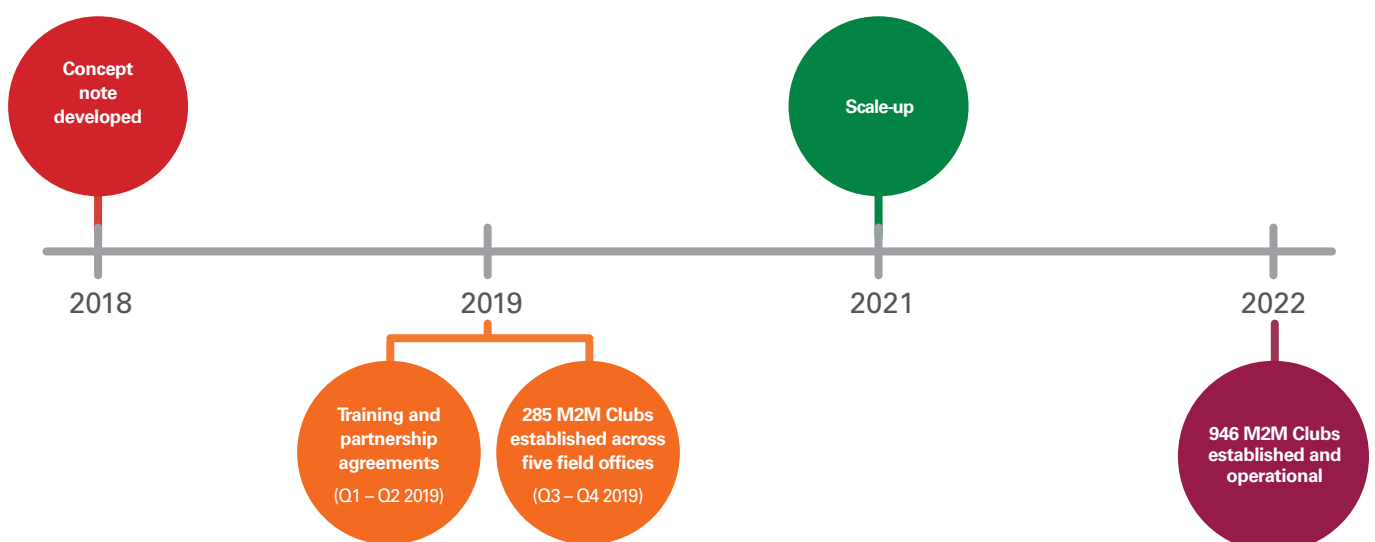 Concept
note
developed
Scale-up
2018
2019
2021
2022
Training and
partnership
agreements
(Q1 – Q2 2019)
285 M2M Clubs
established across
five field offices
(Q3 – Q4 2019)
946 M2M Clubs
established and
operational